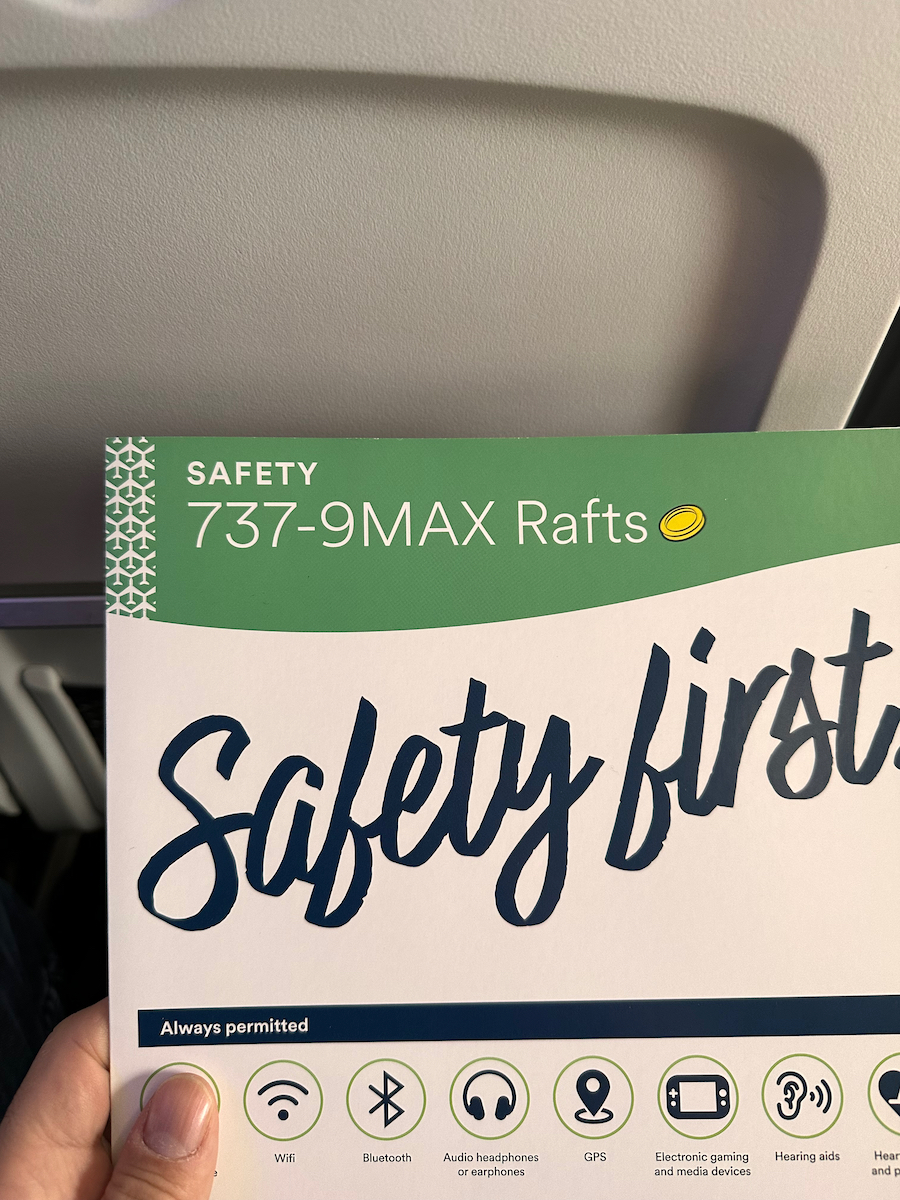 SAFETY
737-9MAX Rafts
Safety first.
Always permitted
Wifi
Bluetooth
Audio headphones
or earphones
GPS
Electronic gaming
and media devices
Hearing aids